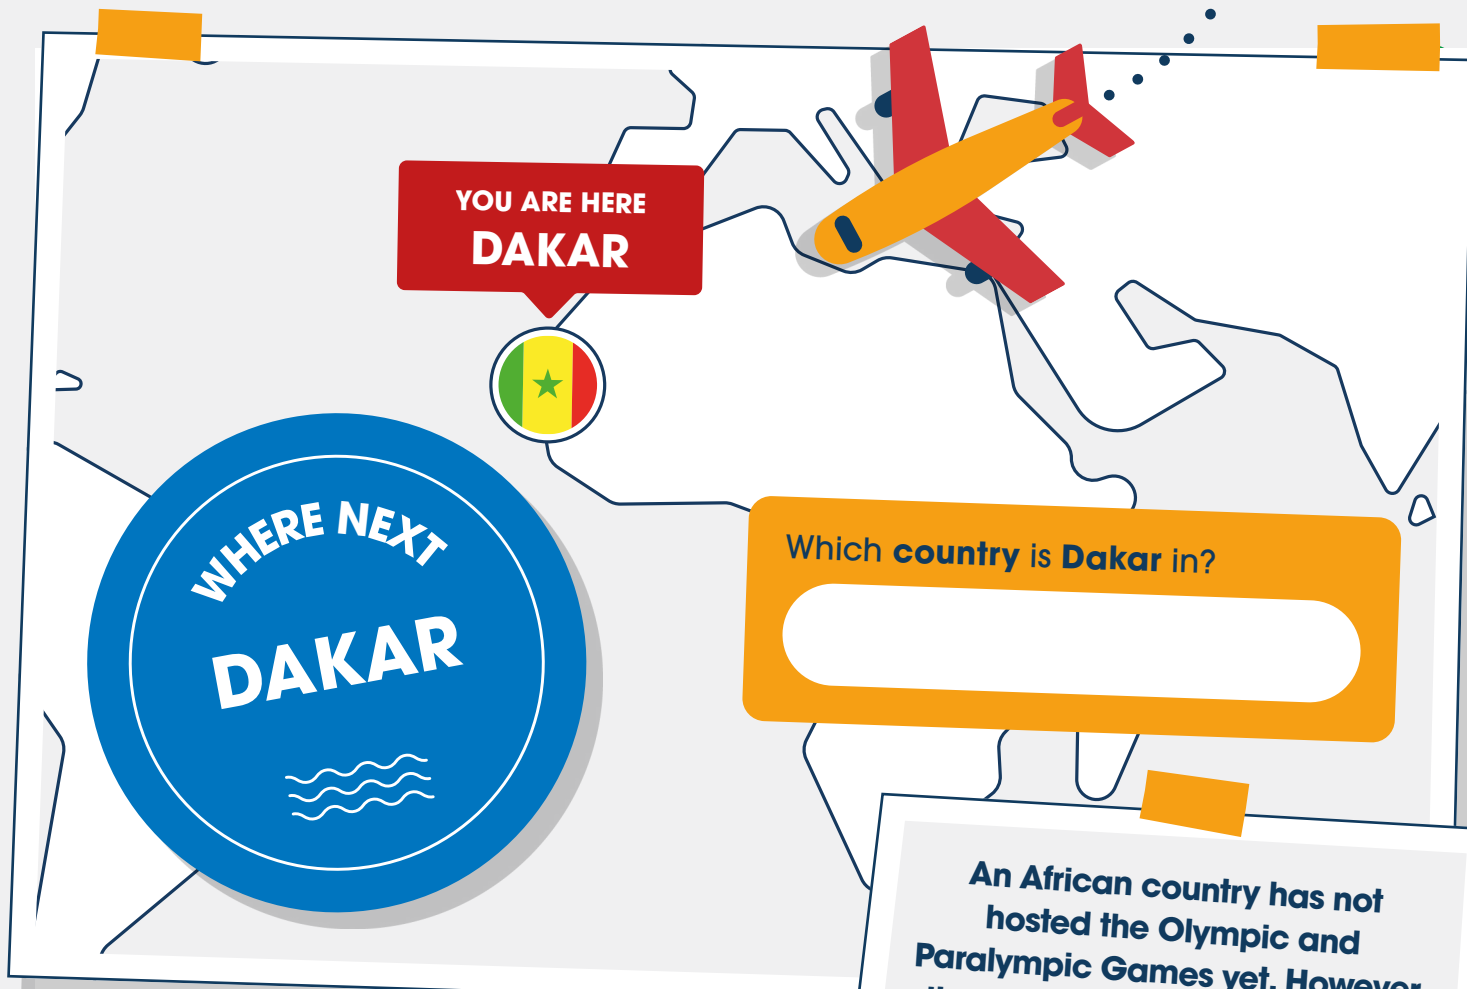 YOU ARE HERE
DAKAR
WHERE NEXT
DAKAR
Which country is Dakar in?
An African country has not
hosted the Olympic and
Paralympic Games yet. However